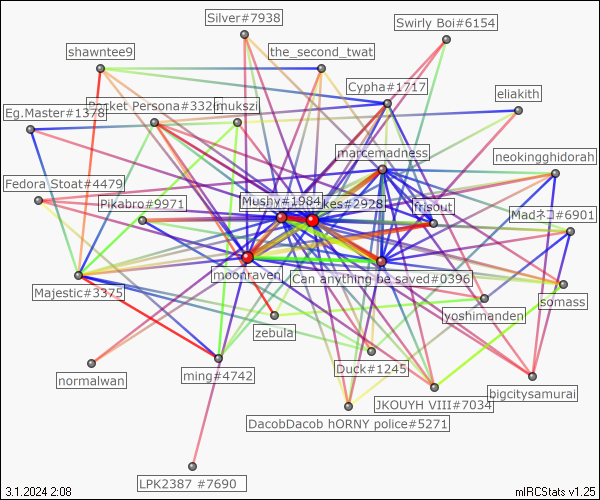 Silver#7938
Swirly Boi#6154
shawntee9
the_second_twat
Cypha#1717
eliakith
Eg.Master#1378
Pocket Persona#332
mukszi
marcemadness
neokingghidorah
Fedora Stoat#4479
Pikabro#9971
Mushy#1984
kes#2928
frisout
Madネコ#6901
moonraven
Can anything be saved#0396
Majestic#3375
somass
yoshimanden
zebula
Duck#1245
ming#4742
normalwan
bigcitysamurai
JKOUYH VIII#7034
DacobDacob hORNY police#5271
LPK2387 #7690
3.1.2024 2:08
mIRCStats v1.25